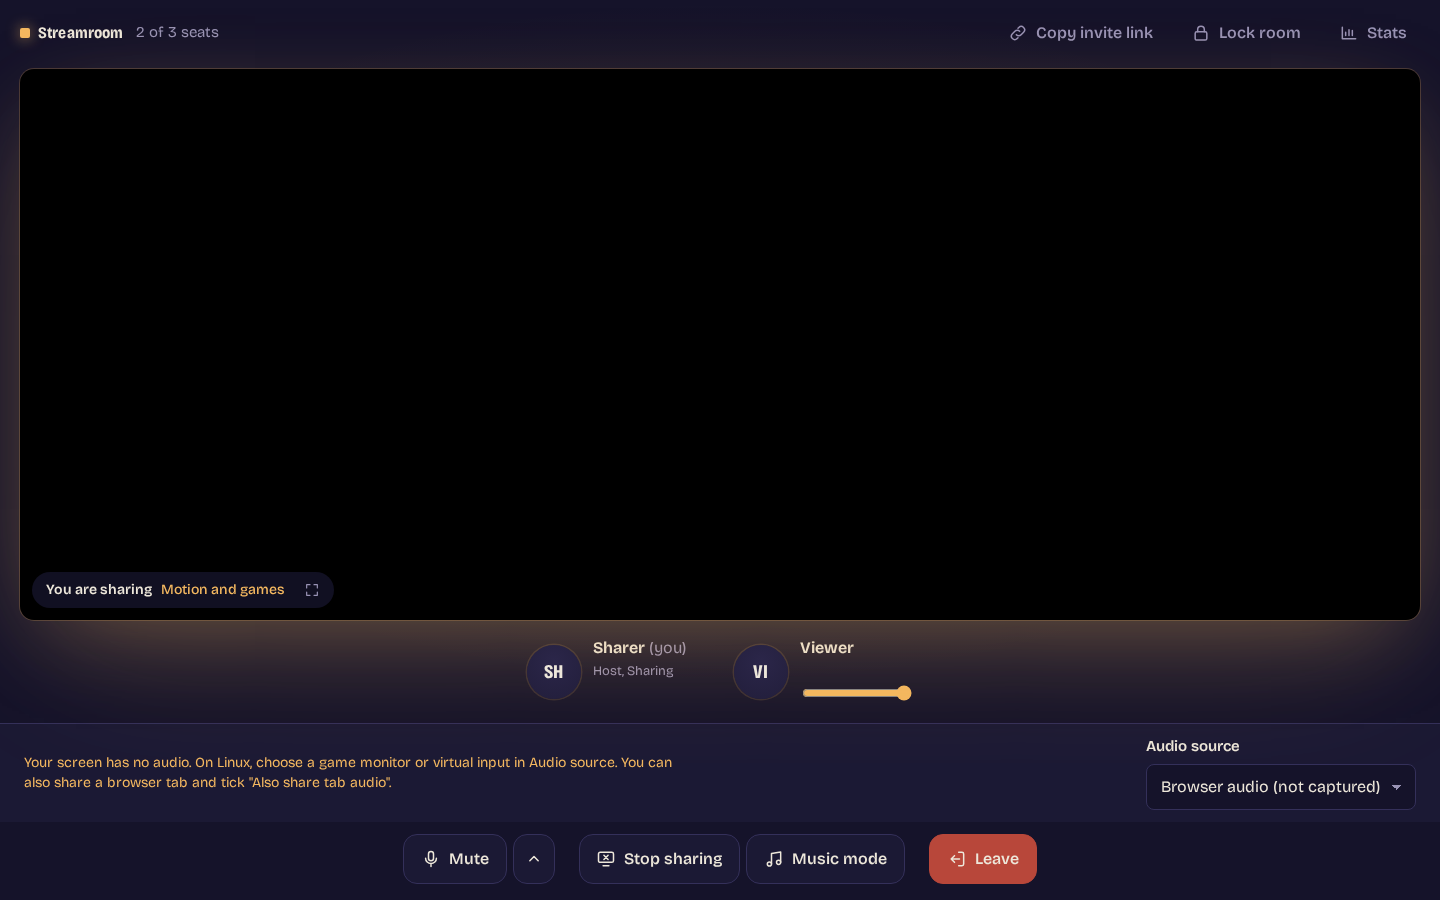 Streamroom 2 of 3 seats Copy invite link Lock room Stats
You are sharing Motion and games
SH Sharer (you) VI Viewer
Host, Sharing
Your screen has no audio. On Linux, choose a game monitor or virtual input in Audio source. You can
also share a browser tab and tick "Also share tab audio".
Audio source
Browser audio (not captured)
Mute Stop sharing Music mode Leave